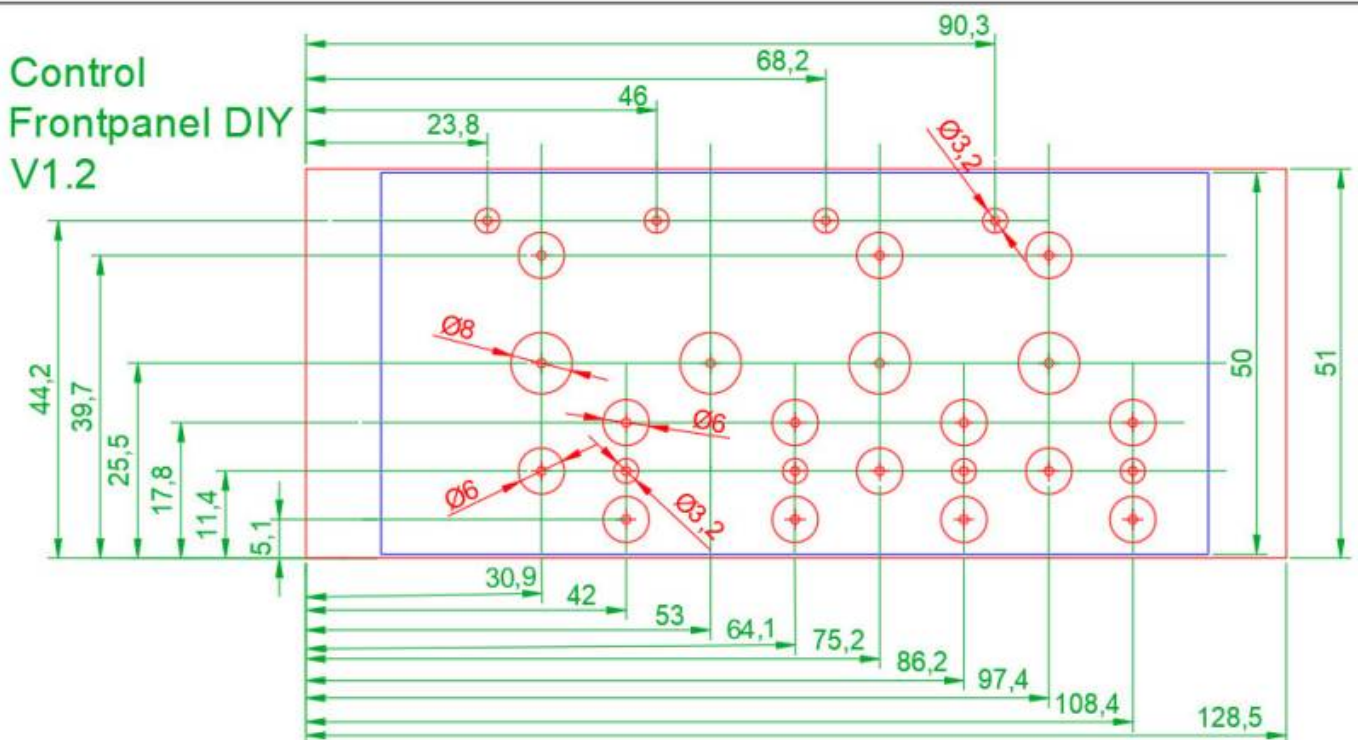 Control
Frontpanel DIY
V1.2
90,3
68,2
46
23,8
Ø3,2
Ø8
Ø6
Ø6
Ø3,2
44,2
39,7
25,5
17,8
11,4
5,1
50
51
30,9
42
53
64,1
75,2
86,2
97,4
108,4
128,5